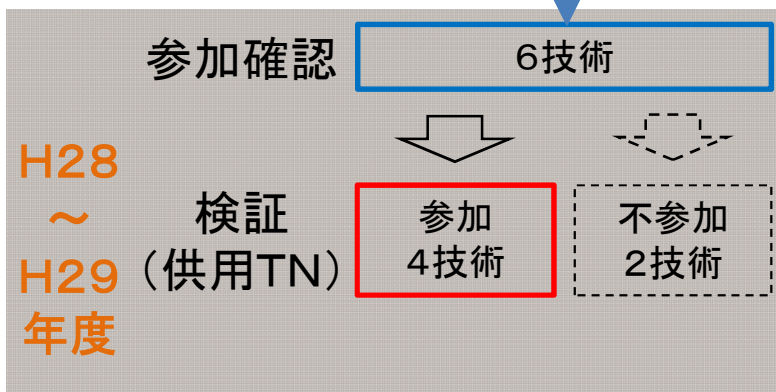 参加確認
6技術
H28
~
H29
年度
検証
(供用TN)
参加
4技術
不参加
2技術